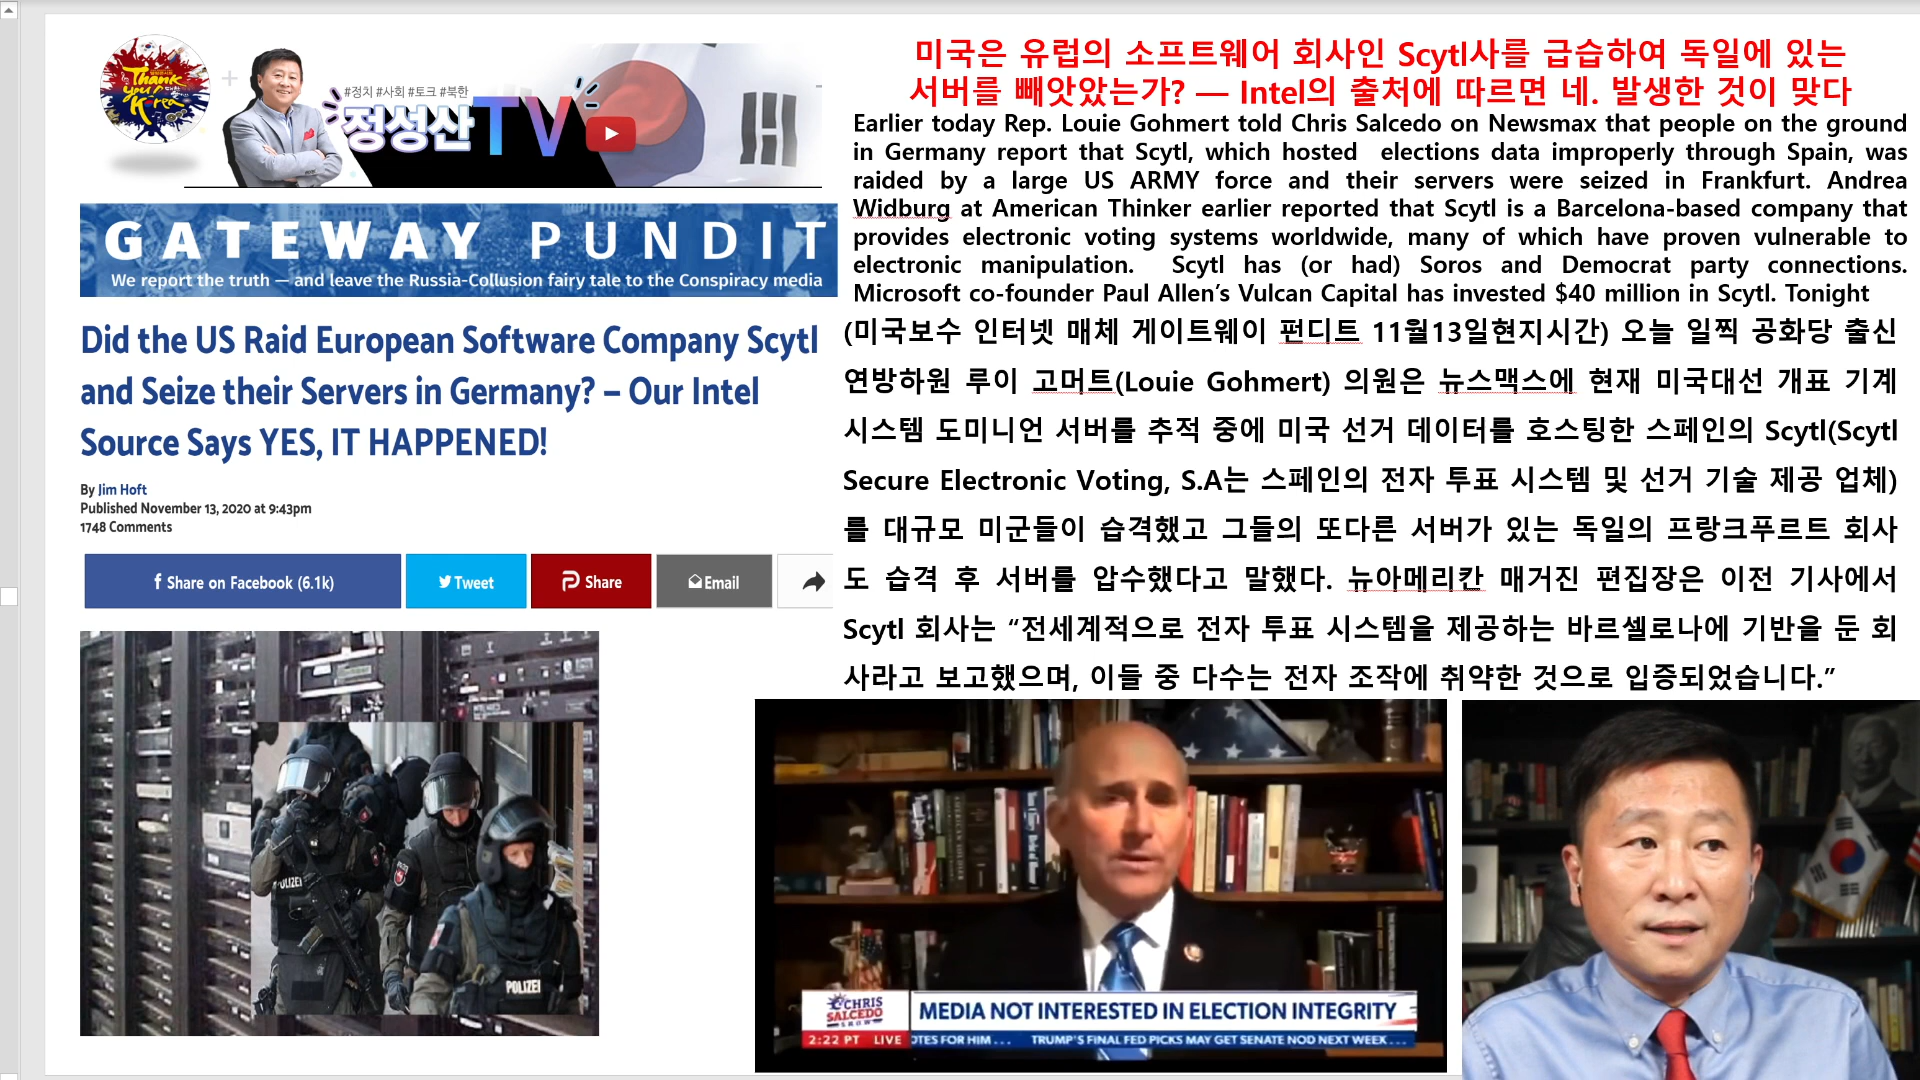 Thank you Korea
#정치 #사회 #토크 #북한
정성산TV
GATEWAY PUNDIT
We report the truth — and leave the Russia-Collusion fairy tale to the Conspiracy media
Did the US Raid European Software Company Scytl
and Seize their Servers in Germany? – Our Intel
Source Says YES, IT HAPPENED!
By Jim Hoft
Published November 13, 2020 at 9:43pm
1748 Comments
Share on Facebook (6.1k)
Tweet
Share
Email
POLIZEI
POLIZEI
미국은 유럽의 소프트웨어 회사인 Scytl사를 급습하여 독일에 있는
서버를 빼앗았는가? — Intel의 출처에 따르면 네. 발생한 것이 맞다
Earlier today Rep. Louie Gohmert told Chris Salcedo on Newsmax that people on the ground
in Germany report that Scytl, which hosted elections data improperly through Spain, was
raided by a large US ARMY force and their servers were seized in Frankfurt. Andrea
Widburg at American Thinker earlier reported that Scytl is a Barcelona-based company that
provides electronic voting systems worldwide, many of which have proven vulnerable to
electronic manipulation. Scytl has (or had) Soros and Democrat party connections.
Microsoft co-founder Paul Allen’s Vulcan Capital has invested $40 million in Scytl. Tonight
(미국보수 인터넷 매체 게이트웨이 펀디트 11월13일현지시간) 오늘 일찍 공화당 출신
연방하원 루이 고머트(Louie Gohmert) 의원은 뉴스맥스에 현재 미국대선 개표 기계
시스템 도미니언 서버를 추적 중에 미국 선거 데이터를 호스팅한 스페인의 Scytl(Scytl
Secure Electronic Voting, S.A는 스페인의 전자 투표 시스템 및 선거 기술 제공 업체)
를 대규모 미군들이 습격했고 그들의 또다른 서버가 있는 독일의 프랑크푸르트 회사
도 습격 후 서버를 압수했다고 말했다. 뉴아메리칸 매거진 편집장은 이전 기사에서
Scytl 회사는 “전세계적으로 전자 투표 시스템을 제공하는 바르셀로나에 기반을 둔 회
사라고 보고했으며, 이들 중 다수는 전자 조작에 취약한 것으로 입증되었습니다.”
CHRIS
SALCEDO
SHOW
MEDIA NOT INTERESTED IN ELECTION INTEGRITY
2:22 PT LIVE
OTES FOR HIM . . . TRUMP'S FINAL FED PICKS MAY GET SENATE NOD NEXT WEEK . . .